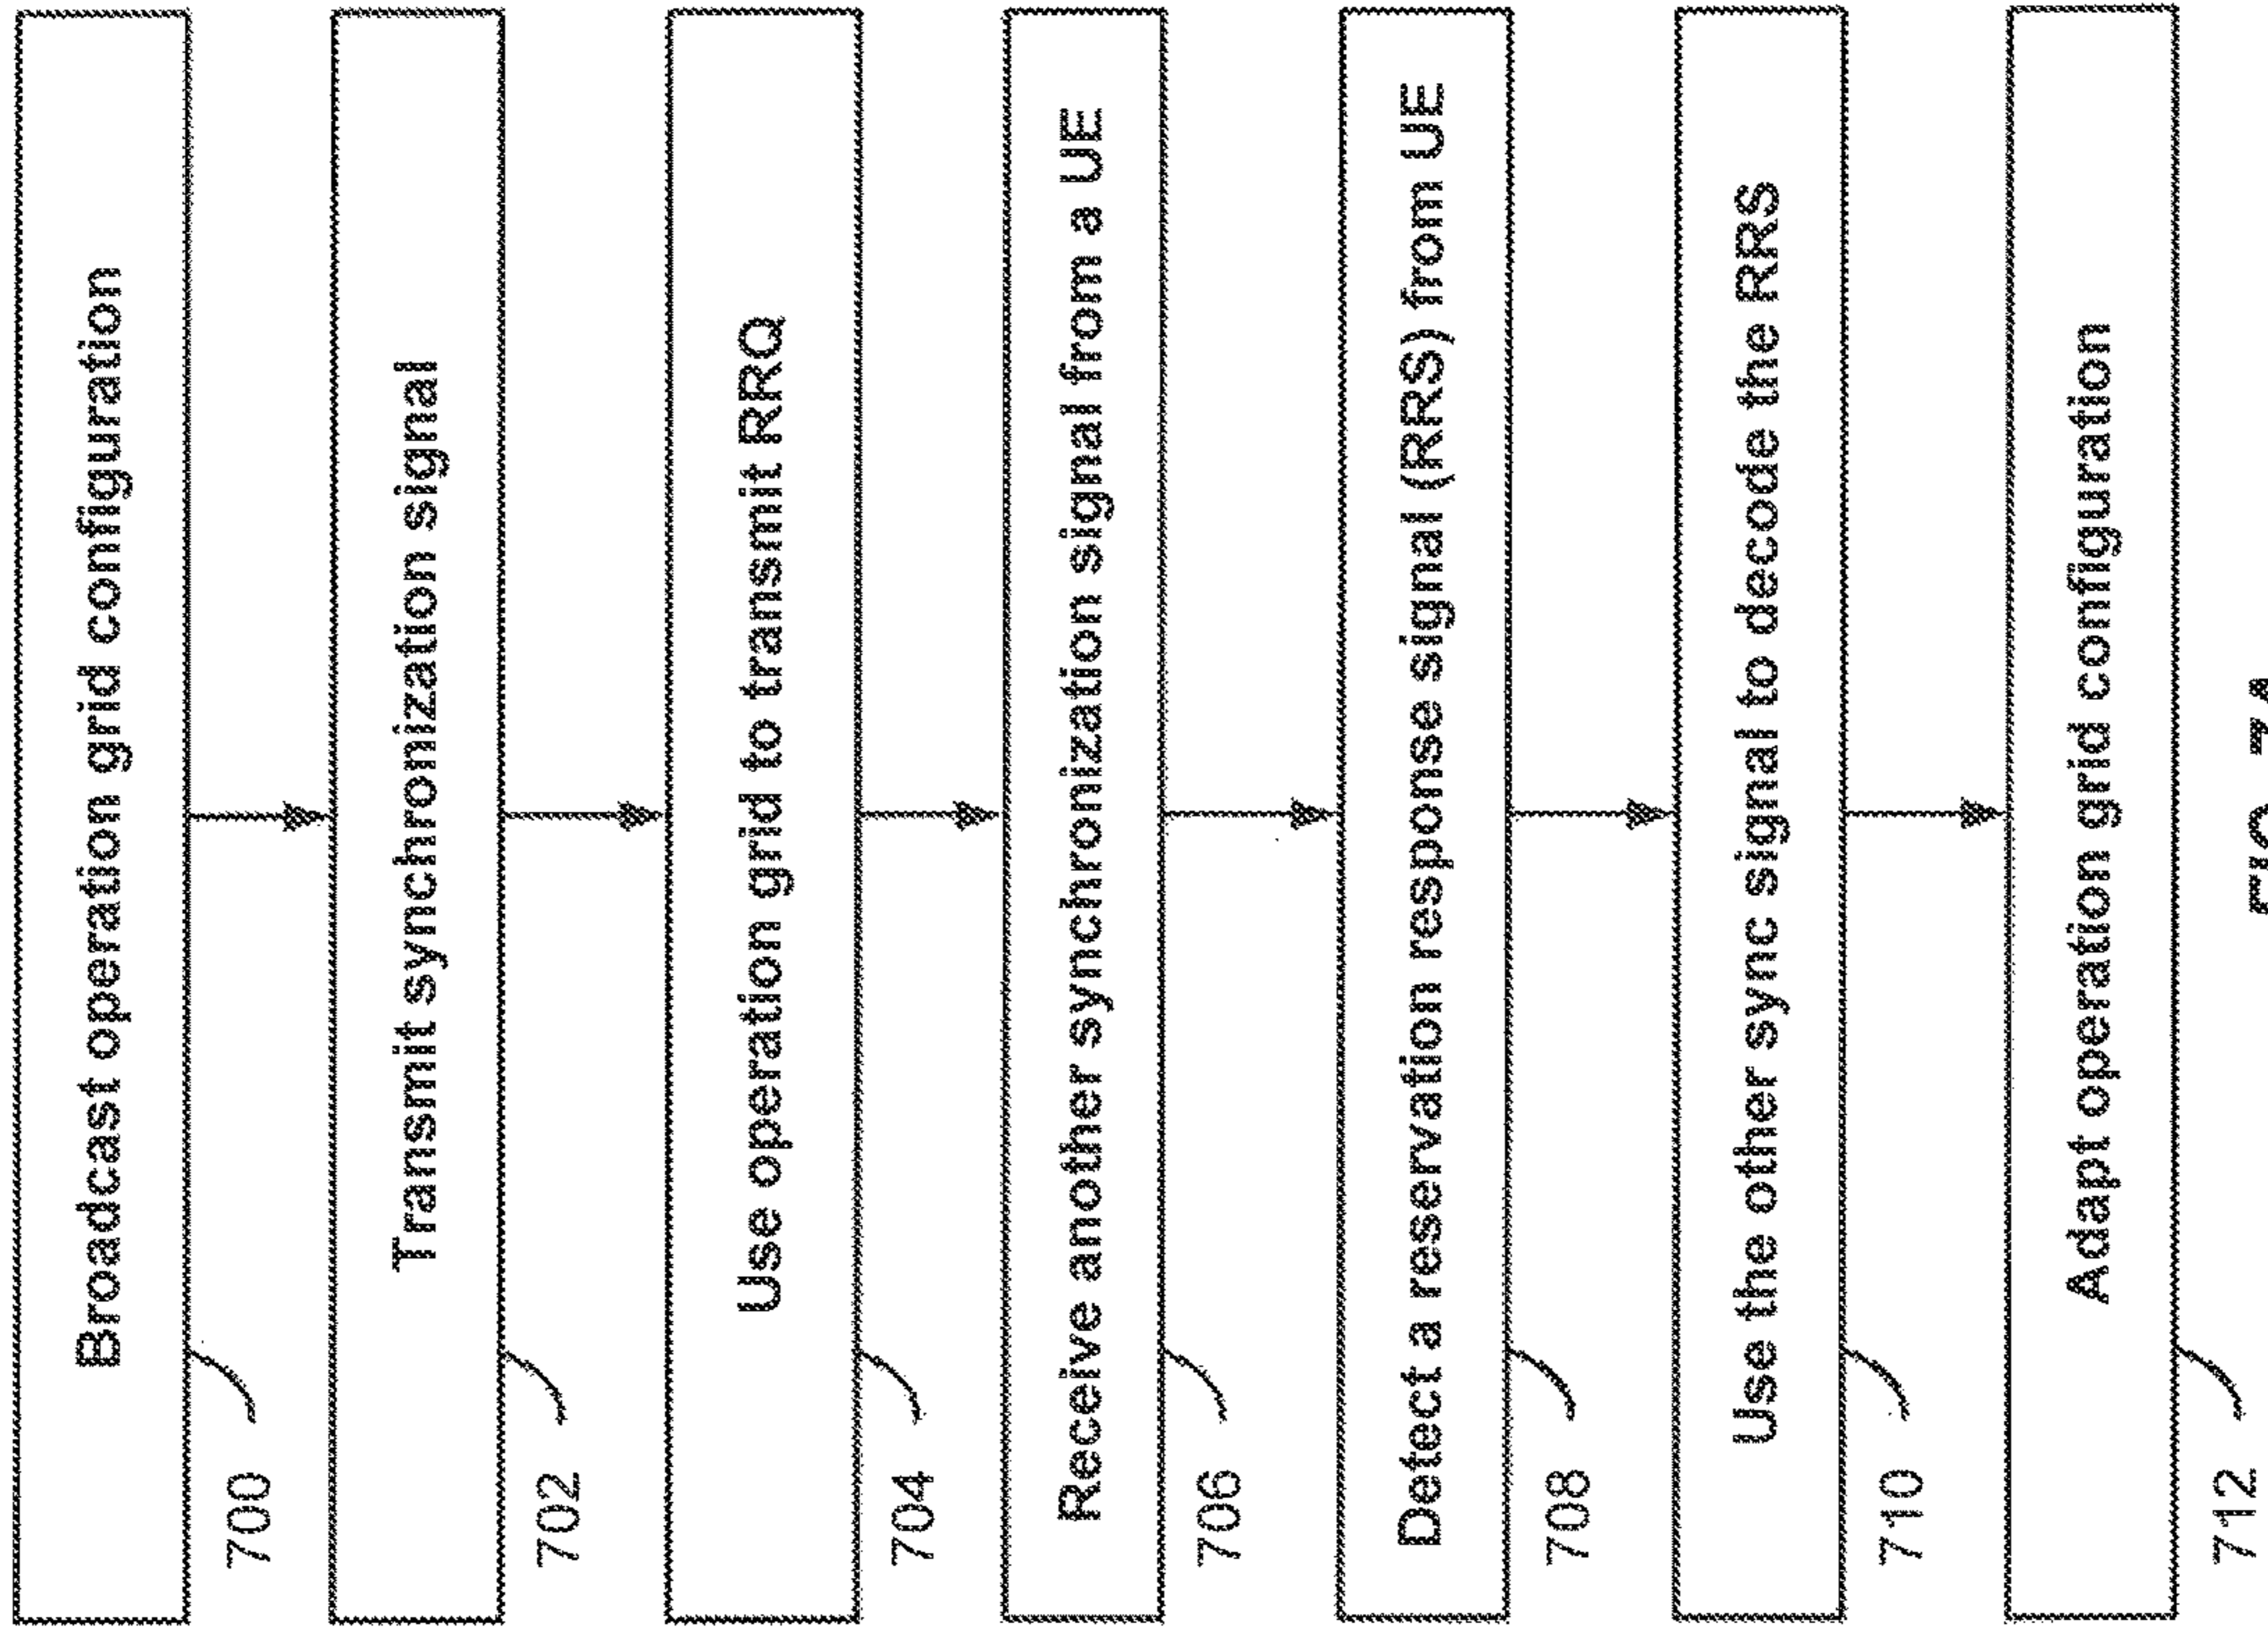 Broadcast operation grid configuration
700
Transmit synchronization signal
702
Use operation grid to transmit RRQ
704
Receive another synchronization signal from a UE
706
Detect a reservation response signal (RRS) from UE
708
Use the other sync signal to decode the RRS
710
Adapt operation grid configuration
712